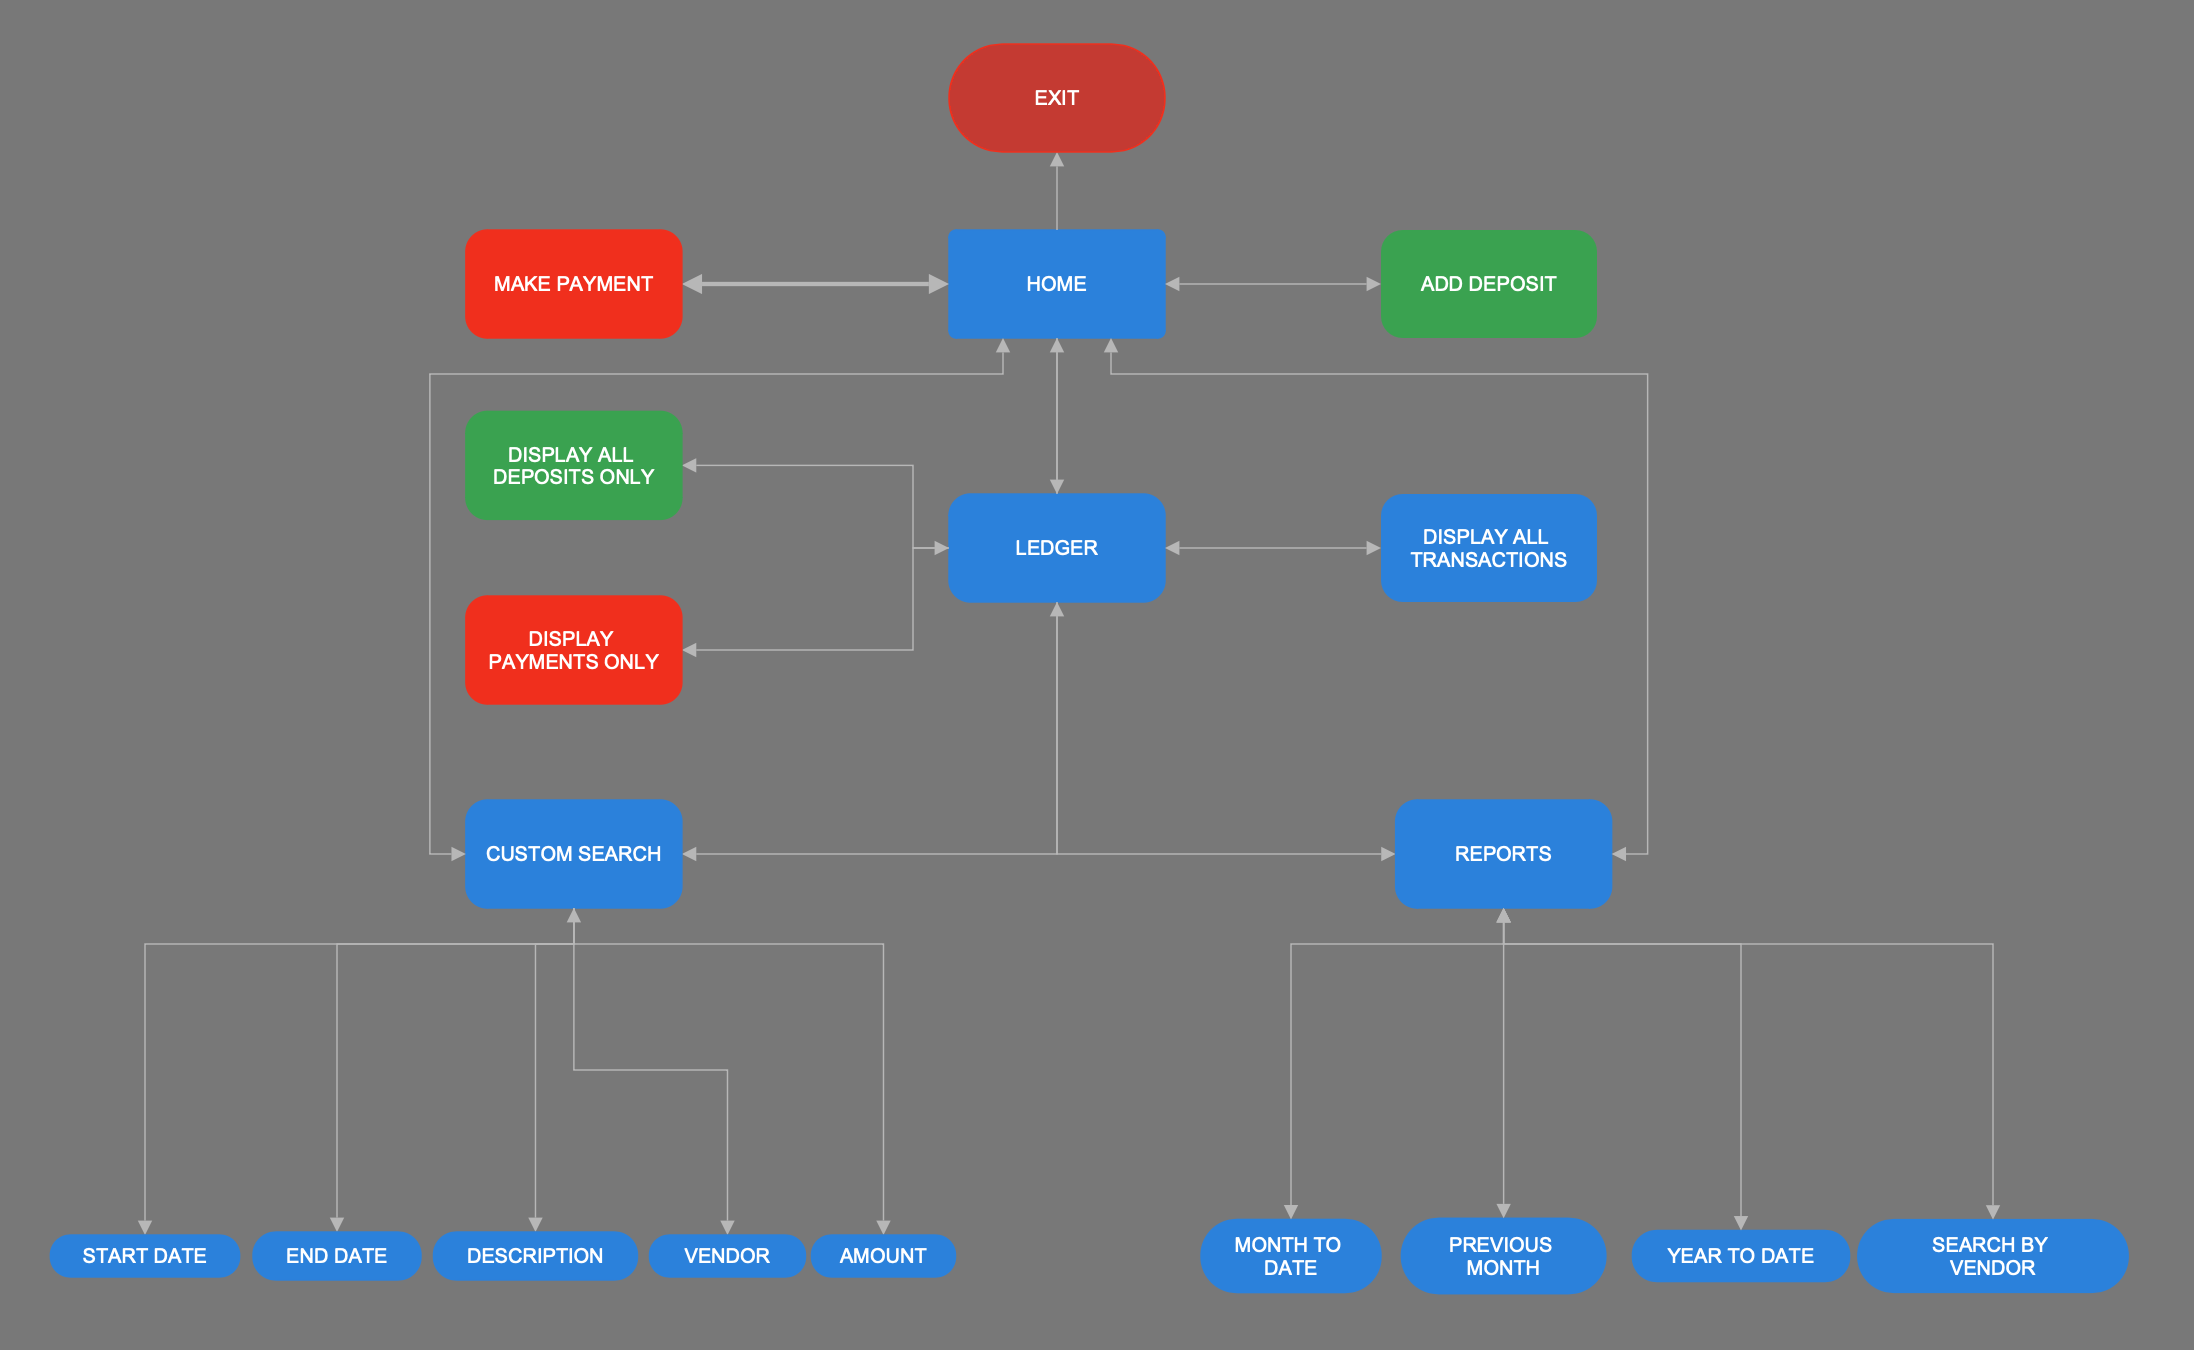 EXIT
MAKE PAYMENT
HOME
ADD DEPOSIT
DISPLAY ALL
DEPOSITS ONLY
LEDGER
DISPLAY ALL
TRANSACTIONS
DISPLAY
PAYMENTS ONLY
CUSTOM SEARCH
REPORTS
START DATE
END DATE
DESCRIPTION
VENDOR
AMOUNT
MONTH TO
DATE
PREVIOUS
MONTH
YEAR TO DATE
SEARCH BY
VENDOR